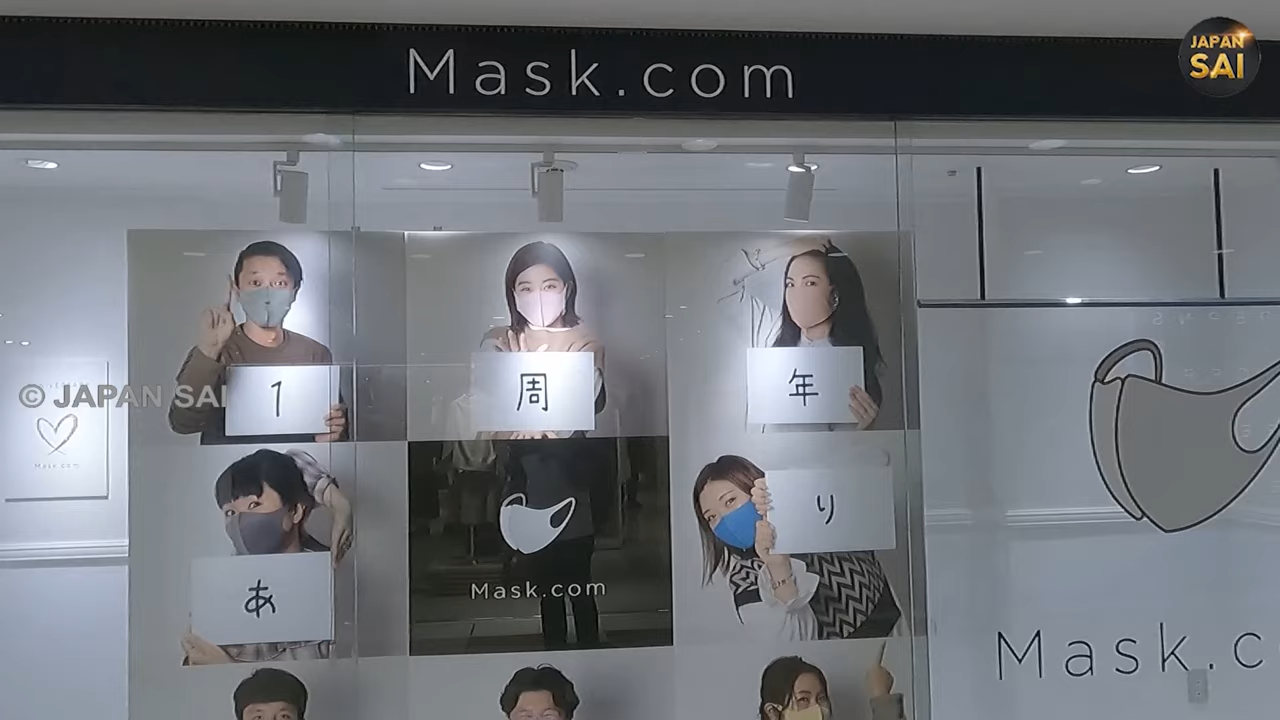 Mask.com
JAPAN
SAI
1
周
年
© JAPAN SAI
Mask.com
あ
Mask.com
り
Mask.c